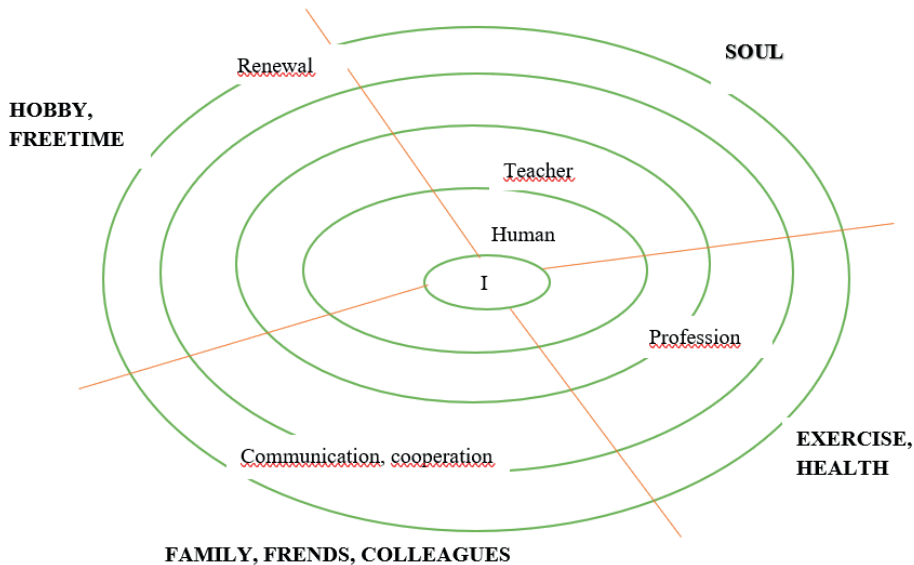 SOUL
Renewal
HOBBY,
FREETIME
Teacher
Human
I
Profession
EXERCISE,
HEALTH
Communication, cooperation
FAMILY, FRENDS, COLLEAGUES